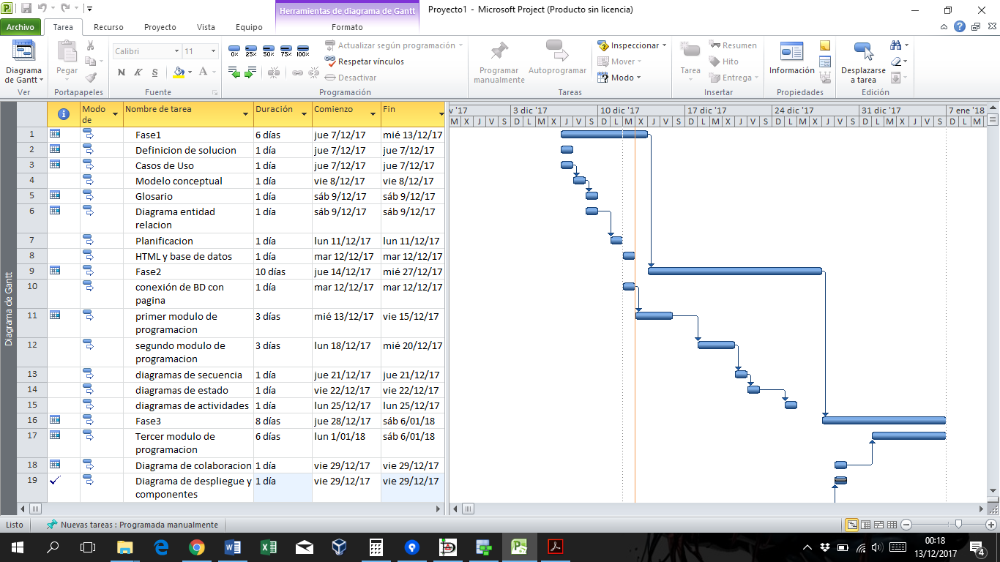 Herramientas de diagrama de Gantt
Proyecto1 - Microsoft Project (Producto sin licencia)
Archivo Tarea Recurso Proyecto Vista Equipo Formato
Diagrama de Gantt
Ver
Pegar
Portapapeles
Calibri 11
N K S A
Fuente
0% 25% 50% 75% 100%
Actualizar según programación
Respetar vínculos
Desactivar
Programación
Programar manualmente
Autoprogramar
Inspeccionar
Mover
Modo
Tareas
Tarea
Resumen
Hito
Entrega
Insertar
Información
Propiedades
Desplazarse a tarea
Edición
Modo de Nombre de tarea Duración Comienzo Fin
v '17 3 dic '17 10 dic '17 17 dic '17 24 dic '17 31 dic '17 7 ene '18
M X J V S D L M X J V S D L M X J V S D L M X J V S D L M X J V S D L M X J V S D L M
1 Fase1 6 días jue 7/12/17 mié 13/12/17
2 Definicion de solucion 1 día jue 7/12/17 jue 7/12/17
3 Casos de Uso 1 día jue 7/12/17 jue 7/12/17
4 Modelo conceptual 1 día vie 8/12/17 vie 8/12/17
5 Glosario 1 día sáb 9/12/17 sáb 9/12/17
6 Diagrama entidad relacion 1 día sáb 9/12/17 sáb 9/12/17
7 Planificacion 1 día lun 11/12/17 lun 11/12/17
8 HTML y base de datos 1 día mar 12/12/17 mar 12/12/17
9 Fase2 10 días jue 14/12/17 mié 27/12/17
10 conexión de BD con pagina 1 día mar 12/12/17 mar 12/12/17
11 primer modulo de programacion 3 días mié 13/12/17 vie 15/12/17
12 segundo modulo de programacion 3 días lun 18/12/17 mié 20/12/17
13 diagramas de secuencia 1 día jue 21/12/17 jue 21/12/17
14 diagramas de estado 1 día vie 22/12/17 vie 22/12/17
15 diagramas de actividades 1 día lun 25/12/17 lun 25/12/17
16 Fase3 8 días jue 28/12/17 sáb 6/01/18
17 Tercer modulo de programacion 6 días lun 1/01/18 sáb 6/01/18
18 Diagrama de colaboracion 1 día vie 29/12/17 vie 29/12/17
19 Diagrama de despliegue y componentes 1 día vie 29/12/17 vie 29/12/17
Diagrama de Gantt
Listo Nuevas tareas : Programada manualmente
00:18
13/12/2017
4